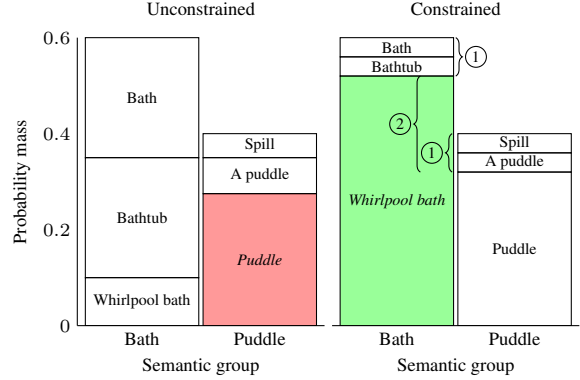 Unconstrained
Constrained
Probability mass
0.6
0.4
0.2
0
Bath
Bathtub
Whirlpool bath
Spill
A puddle
Puddle
Bath
Puddle
Semantic group
Bath
Bathtub
1
2
1
Whirlpool bath
Spill
A puddle
Puddle
Bath
Puddle
Semantic group